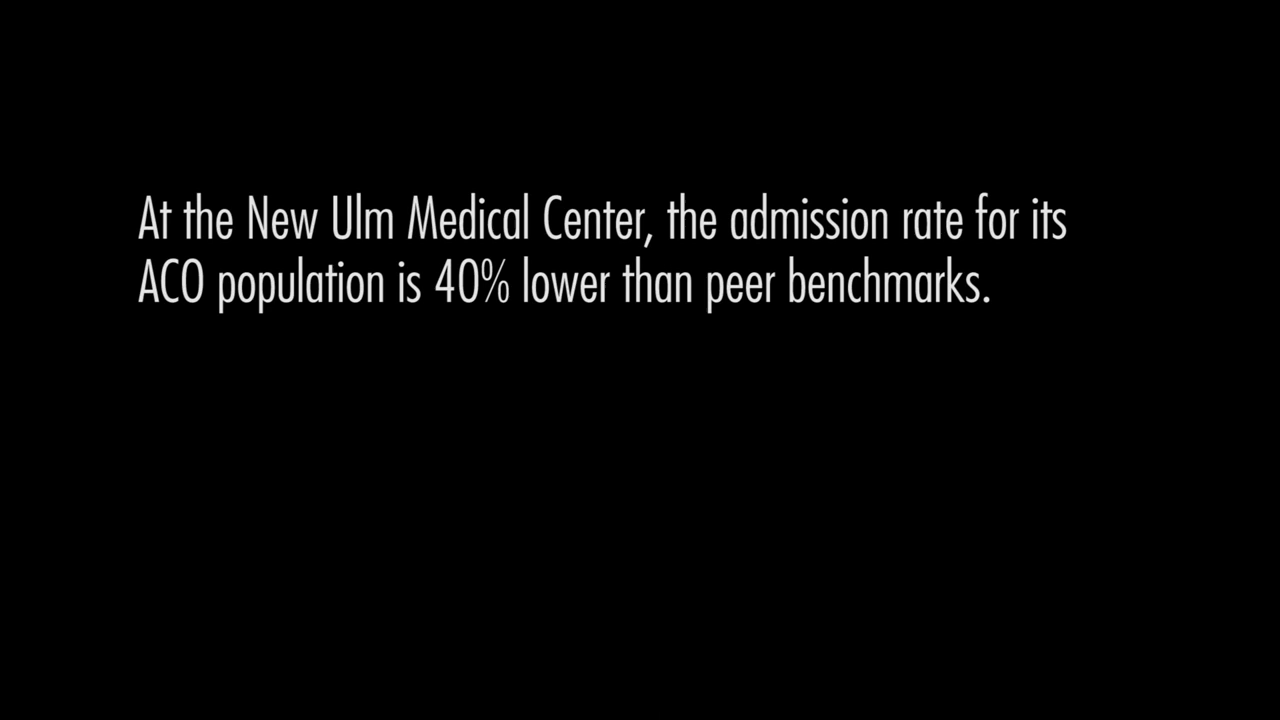 At the New Ulm Medical Center, the admission rate for its
ACO population is 40% lower than peer benchmarks.